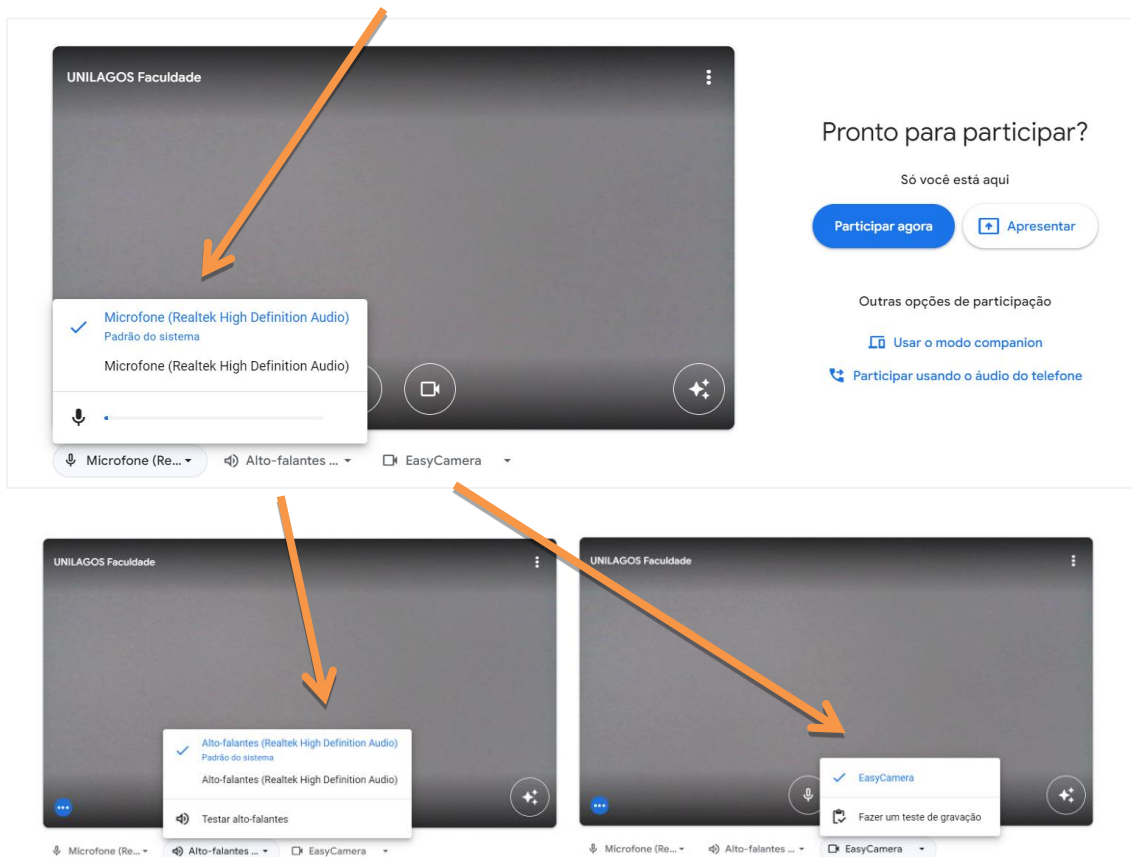 UNILAGOS Faculdade
Pronto para participar?
Só você está aqui
Participar agora
Apresentar
Outras opções de participação
Usar o modo companion
Participar usando o áudio do telefone
Microfone (Realtek High Definition Audio)
Padrão do sistema
Microfone (Realtek High Definition Audio)
Microfone (Re...
Alto-falantes ...
EasyCamera
UNILAGOS Faculdade
Alto-falantes (Realtek High Definition Audio)
Padrão do sistema
Alto-falantes (Realtek High Definition Audio)
Testar alto-falantes
Microfone (Re...
Alto-falantes ...
EasyCamera
UNILAGOS Faculdade
EasyCamera
Fazer um teste de gravação
Microfone (Re...
Alto-falantes ...
EasyCamera